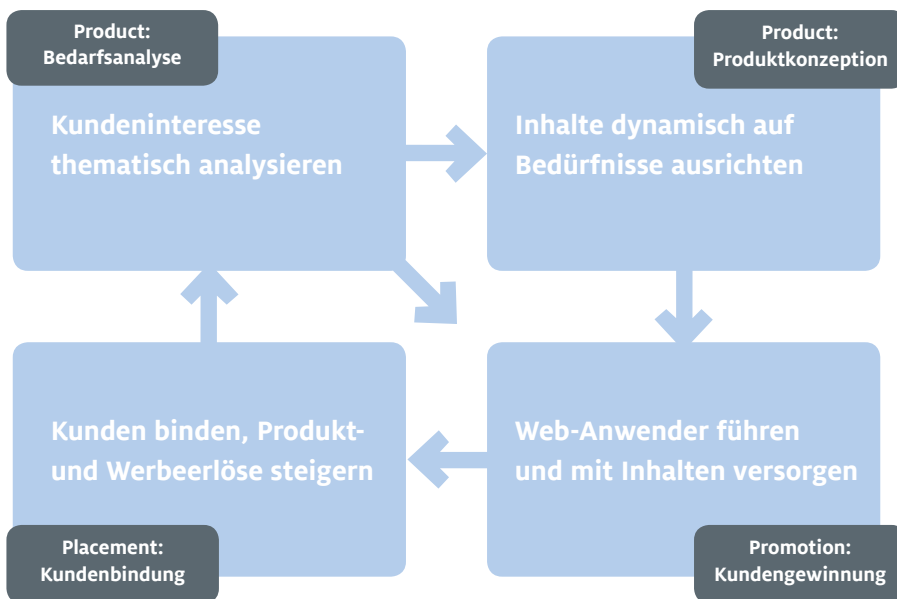 Product:
Bedarfsanalyse
Kundeninteresse
thematisch analysieren
Product:
Produktkonzeption
Inhalte dynamisch auf
Bedürfnisse ausrichten
Kunden binden, Produkt-
und Werbeerlöse steigern
Placement:
Kundenbindung
Web-Anwender führen
und mit Inhalten versorgen
Promotion:
Kundengewinnung